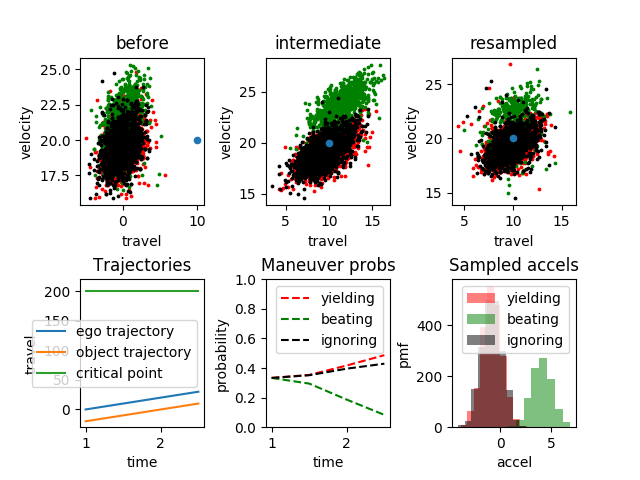 before
25.0
22.5
20.0
17.5
velocity
0
10
travel
intermediate
25
20
15
velocity
5
10
15
travel
resampled
25
20
15
velocity
5
10
15
travel
Trajectories
200
150
100
50
0
travel
ego trajectory
object trajectory
critical point
1
2
time
Maneuver probs
1.0
0.8
0.6
0.4
0.2
0.0
probability
yielding
beating
ignoring
1
2
time
Sampled accels
400
200
0
pmf
yielding
beating
ignoring
0
5
accel